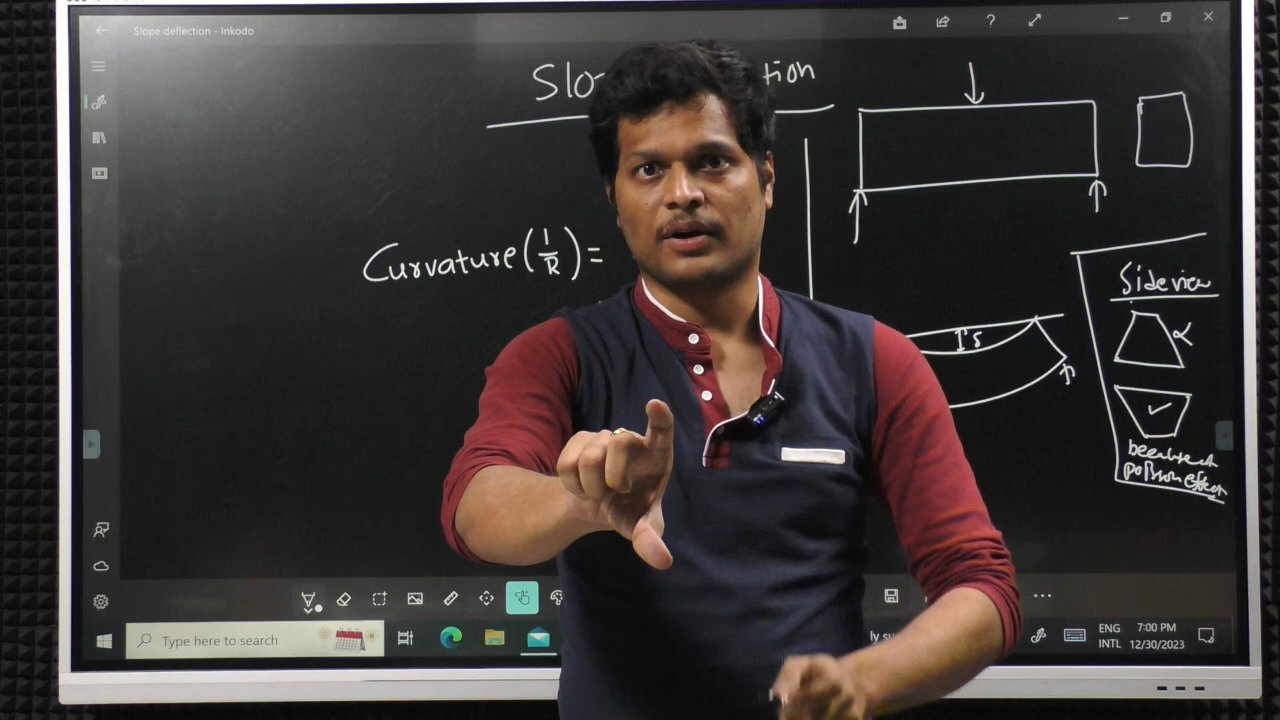 Slope deflection - Inkodo
Slo tion
Curvature (1/R) =
Side view
Type here to search
ENG
INTL
7:00 PM
12/30/2023